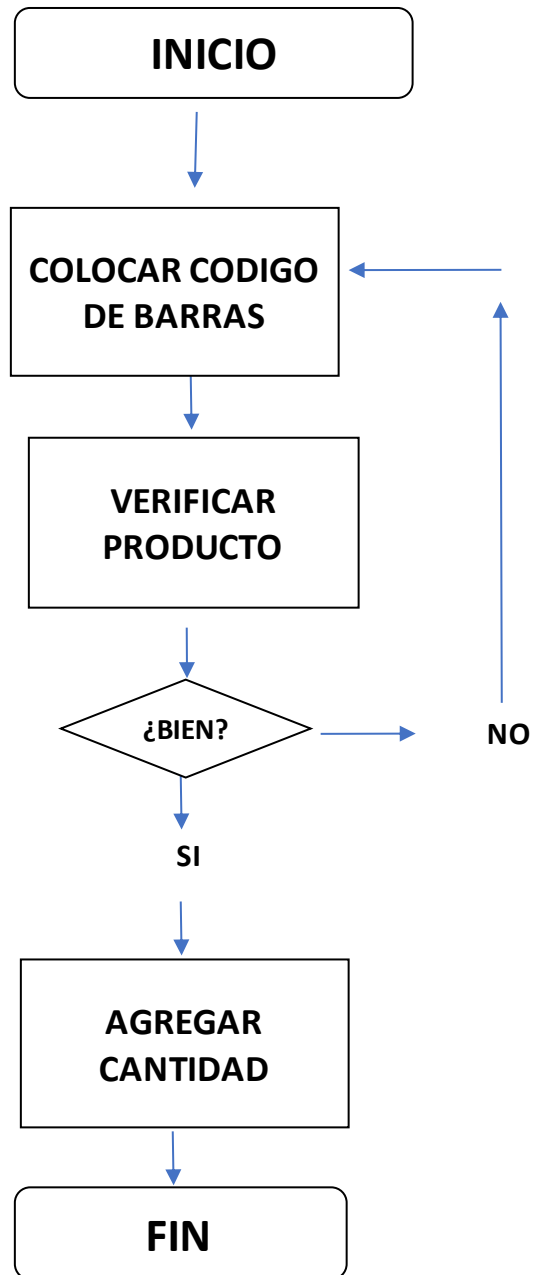 INICIO
COLOCAR CODIGO
DE BARRAS
VERIFICAR
PRODUCTO
¿BIEN?
NO
SI
AGREGAR
CANTIDAD
FIN